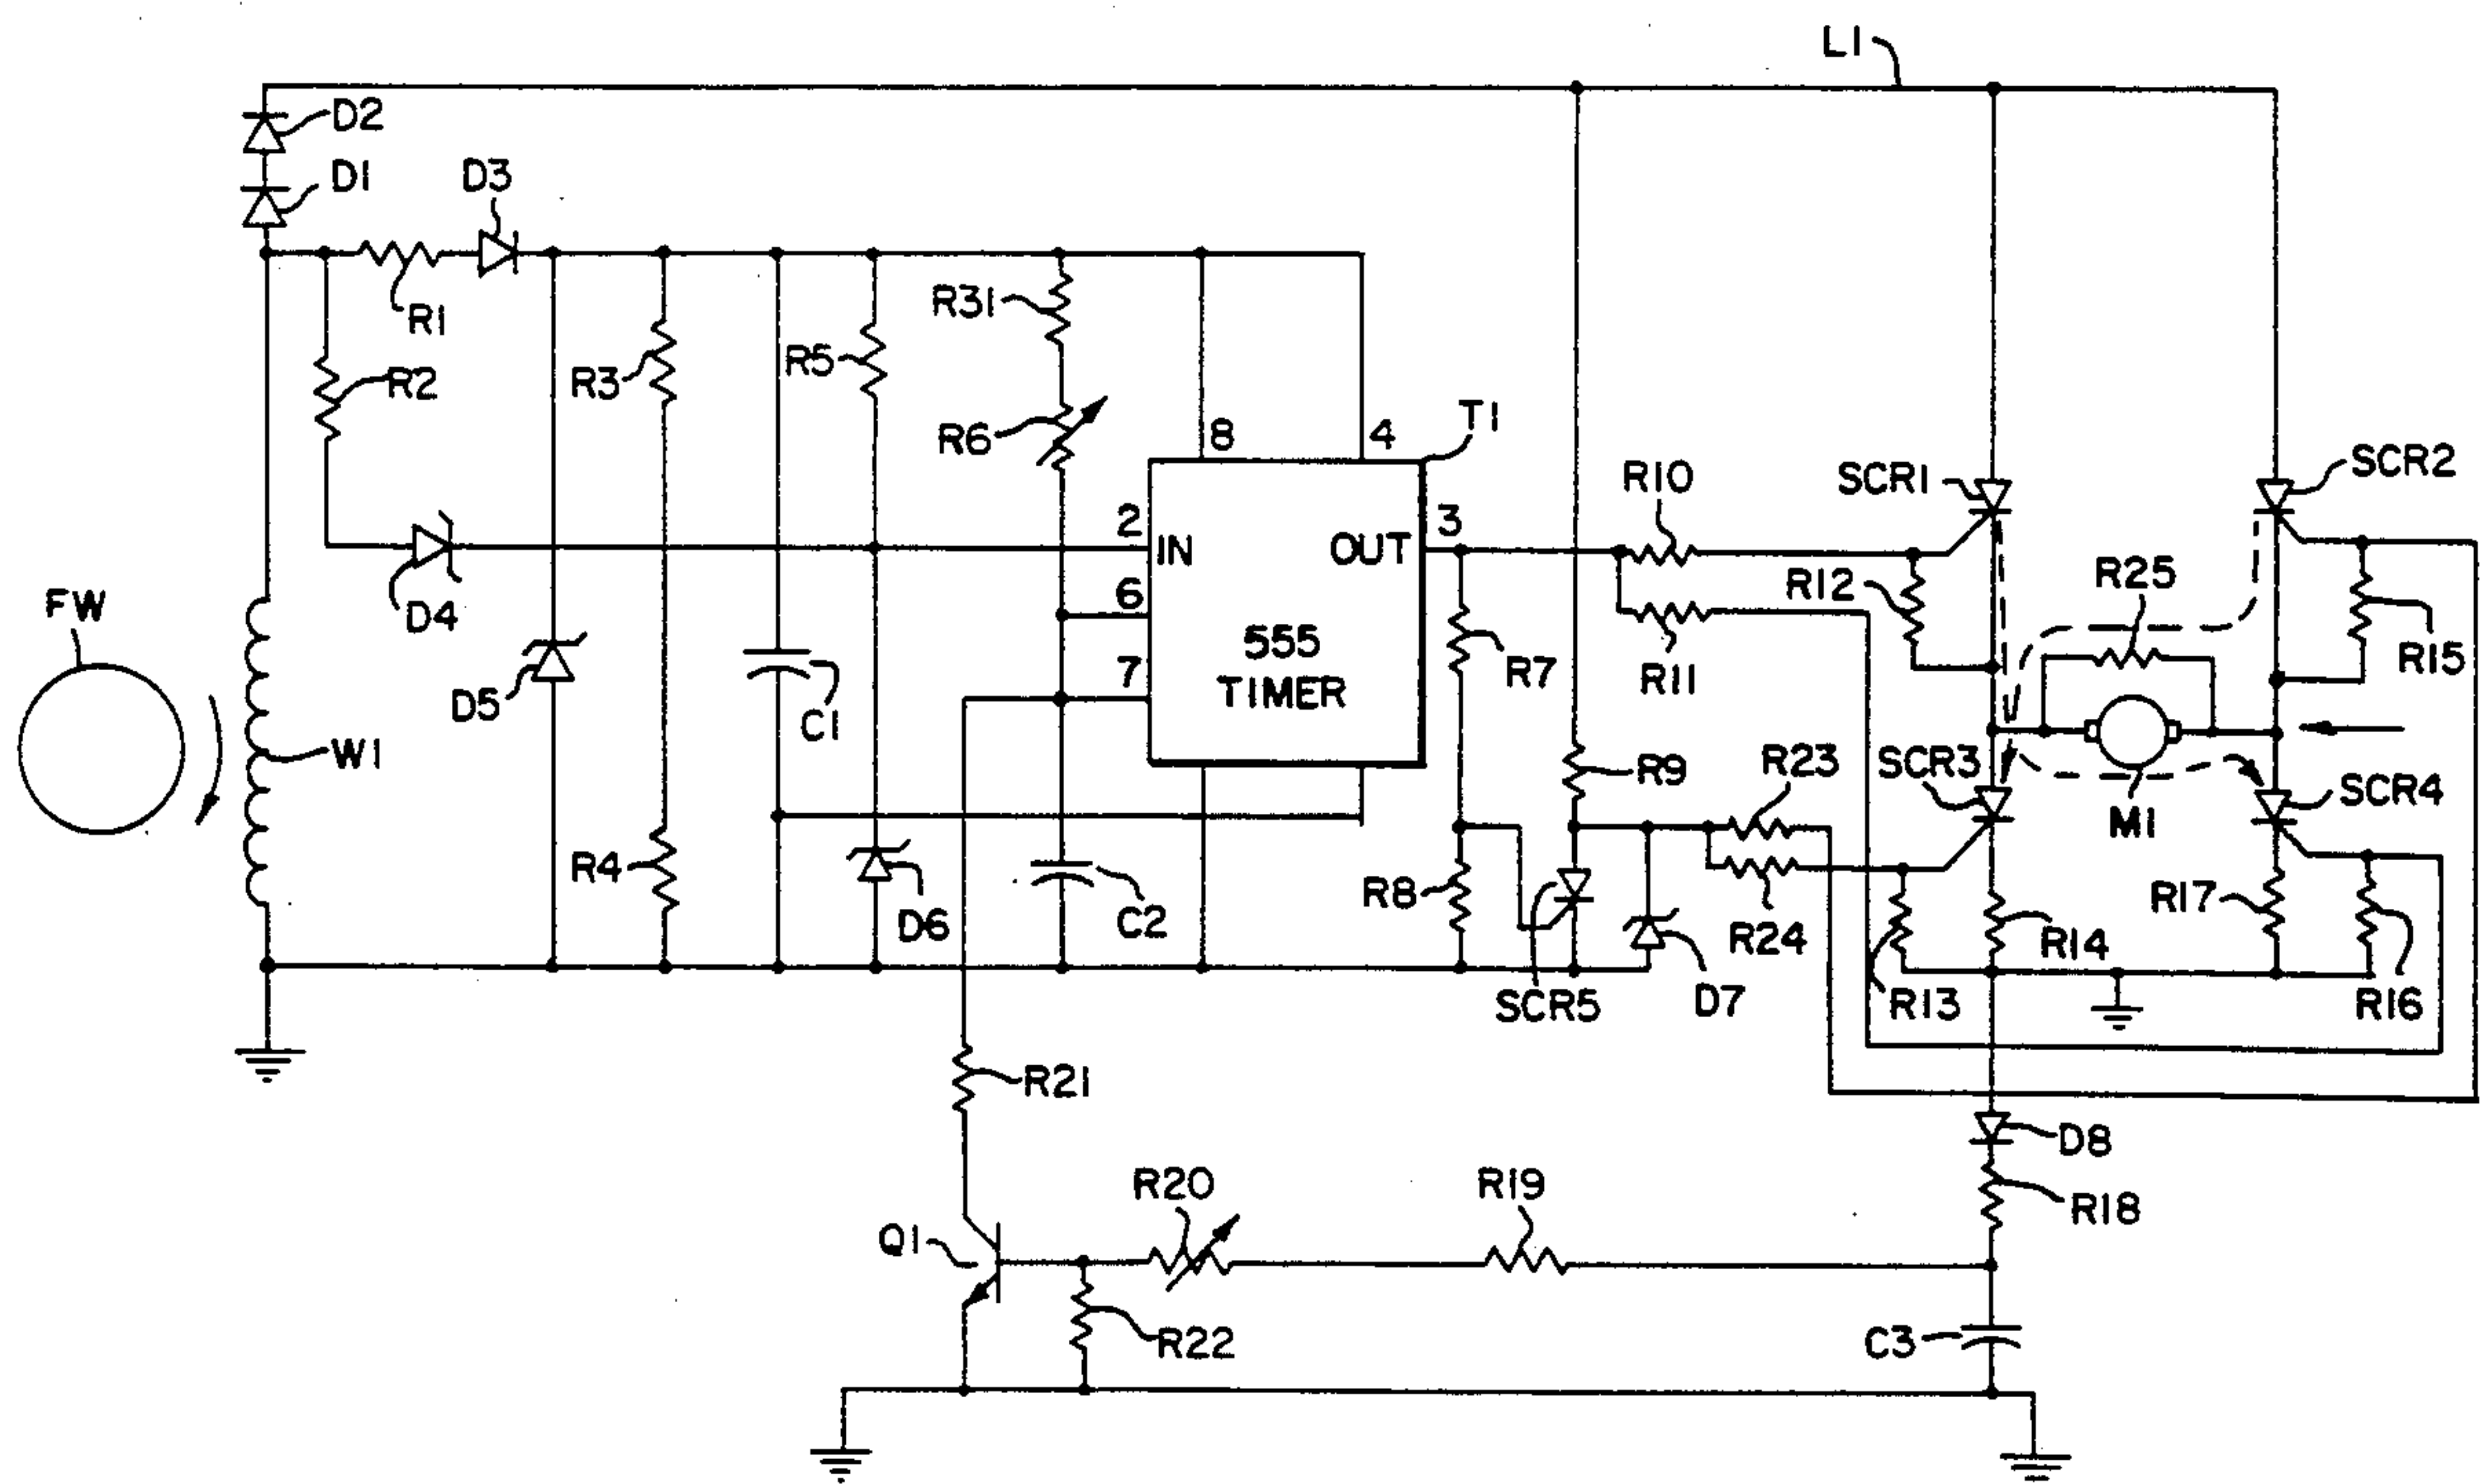 L1
D2
D1
D3
R1
R31
R2
R3
R5
R6
8
4
T1
SCR1
SCR2
R10
2
IN
OUT
3
R12
R25
FW
D4
6
555
TIMER
R7
R11
R15
D5
C1
7
W1
R9
R23
SCR3
M1
SCR4
R4
D6
C2
R8
R24
R14
R17
SCR5
D7
R13
R16
R21
D8
R20
R19
R18
Q1
R22
C3